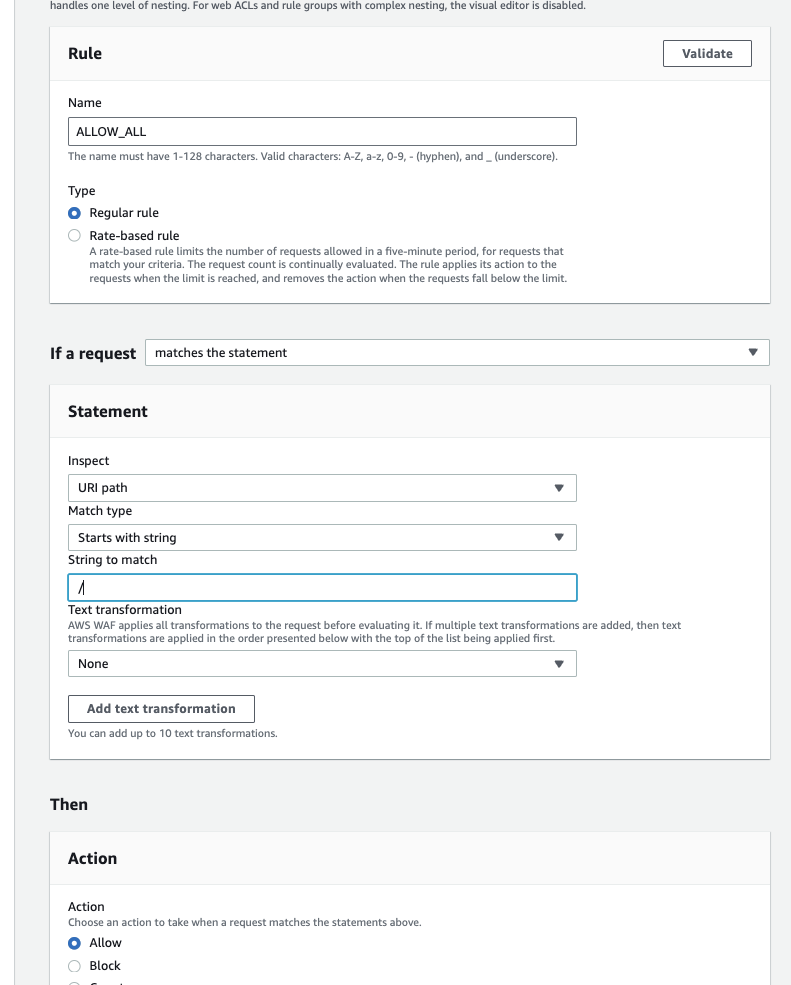 handles one level of nesting. For web ACLs and rule groups with complex nesting, the visual editor is disabled.
Rule
Validate
Name
ALLOW_ALL
The name must have 1-128 characters. Valid characters: A-Z, a-z, 0-9, - (hyphen), and _ (underscore).
Type
Regular rule
Rate-based rule
A rate-based rule limits the number of requests allowed in a five-minute period, for requests that
match your criteria. The request count is continually evaluated. The rule applies its action to the
requests when the limit is reached, and removes the action when the requests fall below the limit.
If a request
matches the statement
Statement
Inspect
URI path
Match type
Starts with string
String to match
/
Text transformation
AWS WAF applies all transformations to the request before evaluating it. If multiple text transformations are added, then text
transformations are applied in the order presented below with the top of the list being applied first.
None
Add text transformation
You can add up to 10 text transformations.
Then
Action
Action
Choose an action to take when a request matches the statements above.
Allow
Block